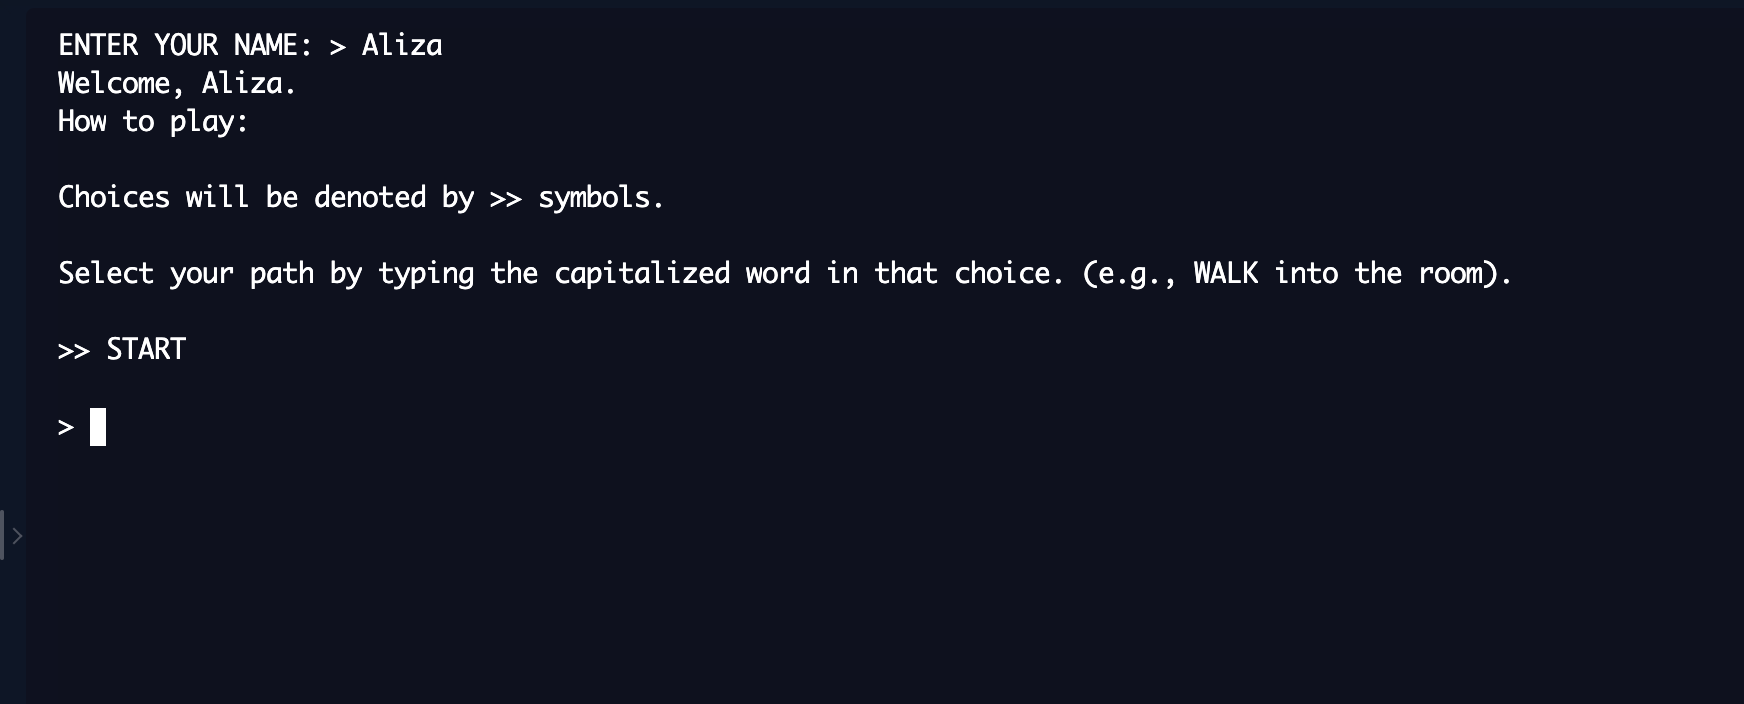 ENTER YOUR NAME: > Aliza
Welcome, Aliza.
How to play:
Choices will be denoted by >> symbols.
Select your path by typing the capitalized word in that choice. (e.g., WALK into the room).
>> START
>